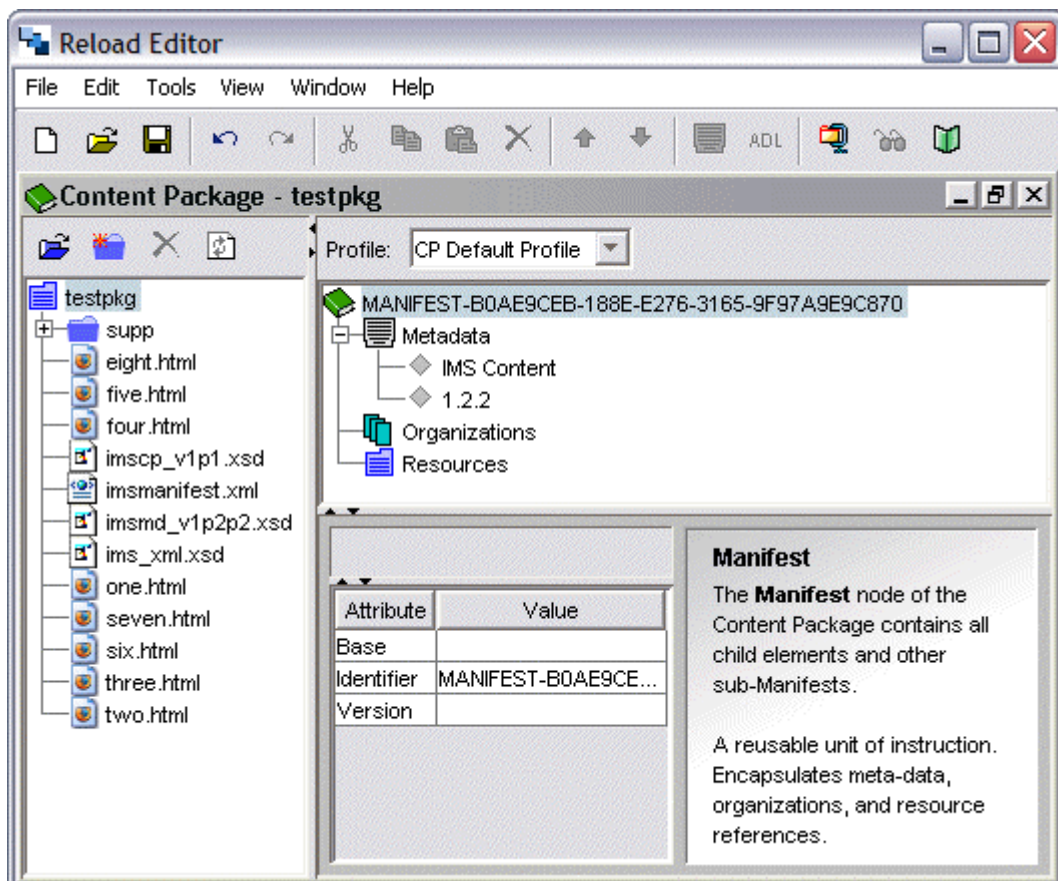 Reload Editor
File Edit Tools View Window Help
ADL
Content Package - testpkg
Profile: CP Default Profile
testpkg
supp
eight.html
five.html
four.html
imscp_v1p1.xsd
imsmanifest.xml
imsmd_v1p2p2.xsd
ims_xml.xsd
one.html
seven.html
six.html
three.html
two.html
MANIFEST-B0AE9CEB-188E-E276-3165-9F97A9E9C870
Metadata
IMS Content
1.2.2
Organizations
Resources
Attribute Value
Base
Identifier MANIFEST-B0AE9CE...
Version
Manifest
The Manifest node of the
Content Package contains all
child elements and other
sub-Manifests.
A reusable unit of instruction.
Encapsulates meta-data,
organizations, and resource
references.